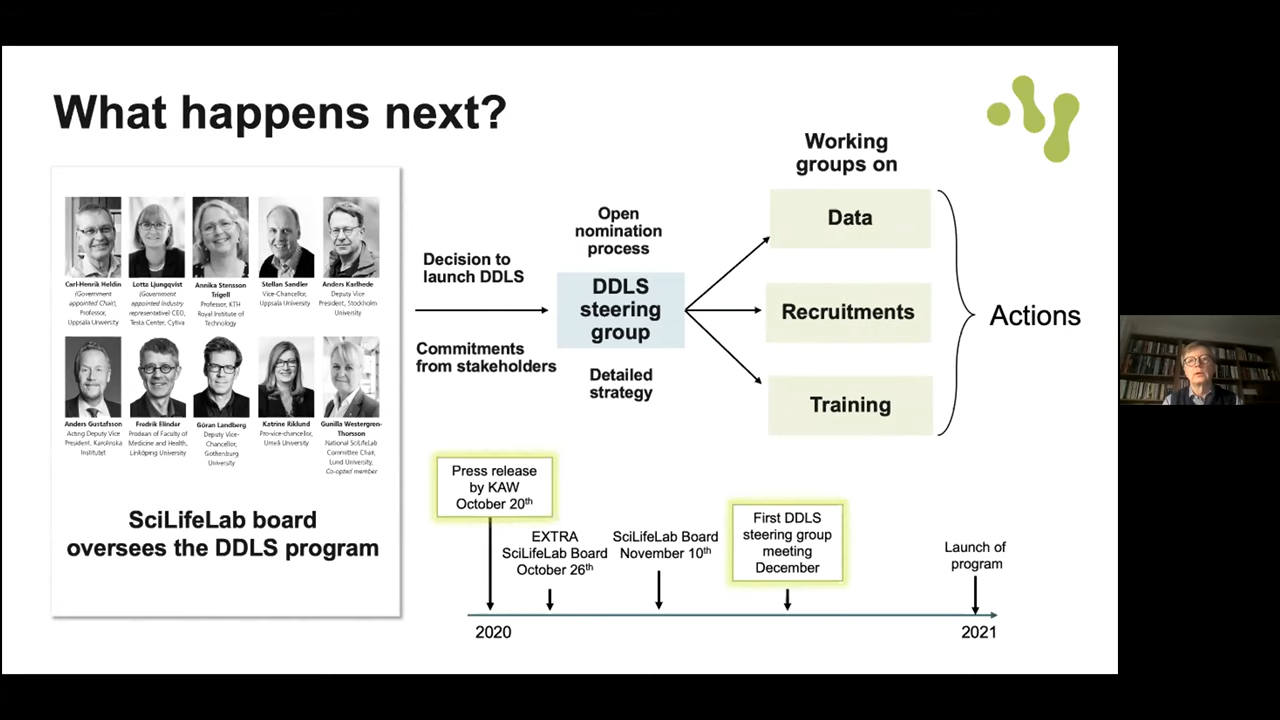 What happens next?
Carl-Henrik Heldin
(Government
appointed Chair),
Professor,
Uppsala University
Lotta Ljungqvist
(Government
appointed Industry
representative) CEO,
Testa Center, Cytiva
Annika Stensson
Trigell
Professor, KTH
Royal Institute of
Technology
Stellan Sandler
Vice-Chancellor,
Uppsala University
Anders Karlhede
Deputy Vice
President, Stockholm
University
Anders Gustafsson
Acting Deputy Vice
President, Karolinska
Institutet
Fredrik Elinder
Prodean of Faculty of
Medicine and Health,
Linköping University
Göran Landberg
Deputy Vice-
Chancellor,
Gothenburg
University
Katrine Riklund
Pro-vice-chancellor,
Umeå University
Gunilla Westergren-
Thorsson
National SciLifeLab
Committee Chair,
Lund University,
Co-opted member
SciLifeLab board
oversees the DDLS program
Decision to
launch DDLS
Commitments
from stakeholders
Open
nomination
process
DDLS
steering
group
Detailed
strategy
Working
groups on
Data
Recruitments
Training
Actions
Press release
by KAW
October 20th
EXTRA
SciLifeLab Board
October 26th
SciLifeLab Board
November 10th
First DDLS
steering group
meeting
December
Launch of
program
2020
2021